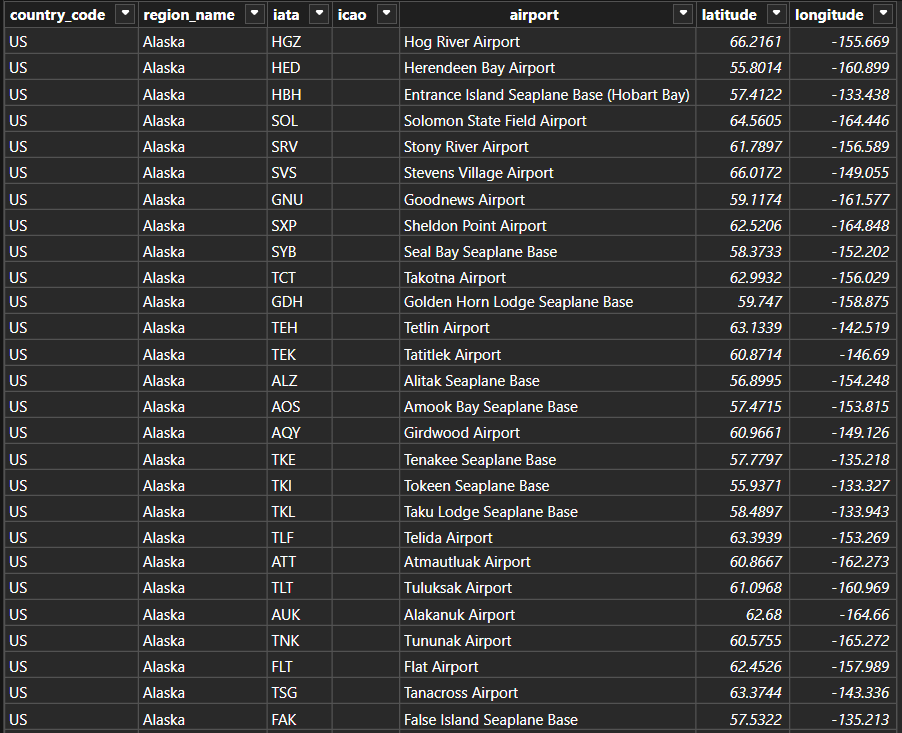 country_code region_name iata icao airport latitude longitude
US Alaska HGZ Hog River Airport 66.2161 -155.669
US Alaska HED Herendeen Bay Airport 55.8014 -160.899
US Alaska HBH Entrance Island Seaplane Base (Hobart Bay) 57.4122 -133.438
US Alaska SOL Solomon State Field Airport 64.5605 -164.446
US Alaska SRV Stony River Airport 61.7897 -156.589
US Alaska SVS Stevens Village Airport 66.0172 -149.055
US Alaska GNU Goodnews Airport 59.1174 -161.577
US Alaska SXP Sheldon Point Airport 62.5206 -164.848
US Alaska SYB Seal Bay Seaplane Base 58.3733 -152.202
US Alaska TCT Takotna Airport 62.9932 -156.029
US Alaska GDH Golden Horn Lodge Seaplane Base 59.747 -158.875
US Alaska TEH Tetlin Airport 63.1339 -142.519
US Alaska TEK Tatitlek Airport 60.8714 -146.69
US Alaska ALZ Alitak Seaplane Base 56.8995 -154.248
US Alaska AOS Amook Bay Seaplane Base 57.4715 -153.815
US Alaska AQY Girdwood Airport 60.9661 -149.126
US Alaska TKE Tenakee Seaplane Base 57.7797 -135.218
US Alaska TKI Tokeen Seaplane Base 55.9371 -133.327
US Alaska TKL Taku Lodge Seaplane Base 58.4897 -133.943
US Alaska TLF Telida Airport 63.3939 -153.269
US Alaska ATT Atmautluak Airport 60.8667 -162.273
US Alaska TLT Tuluksak Airport 61.0968 -160.969
US Alaska AUK Alakanuk Airport 62.68 -164.66
US Alaska TNK Tununak Airport 60.5755 -165.272
US Alaska FLT Flat Airport 62.4526 -157.989
US Alaska TSG Tanacross Airport 63.3744 -143.336
US Alaska FAK False Island Seaplane Base 57.5322 -135.213